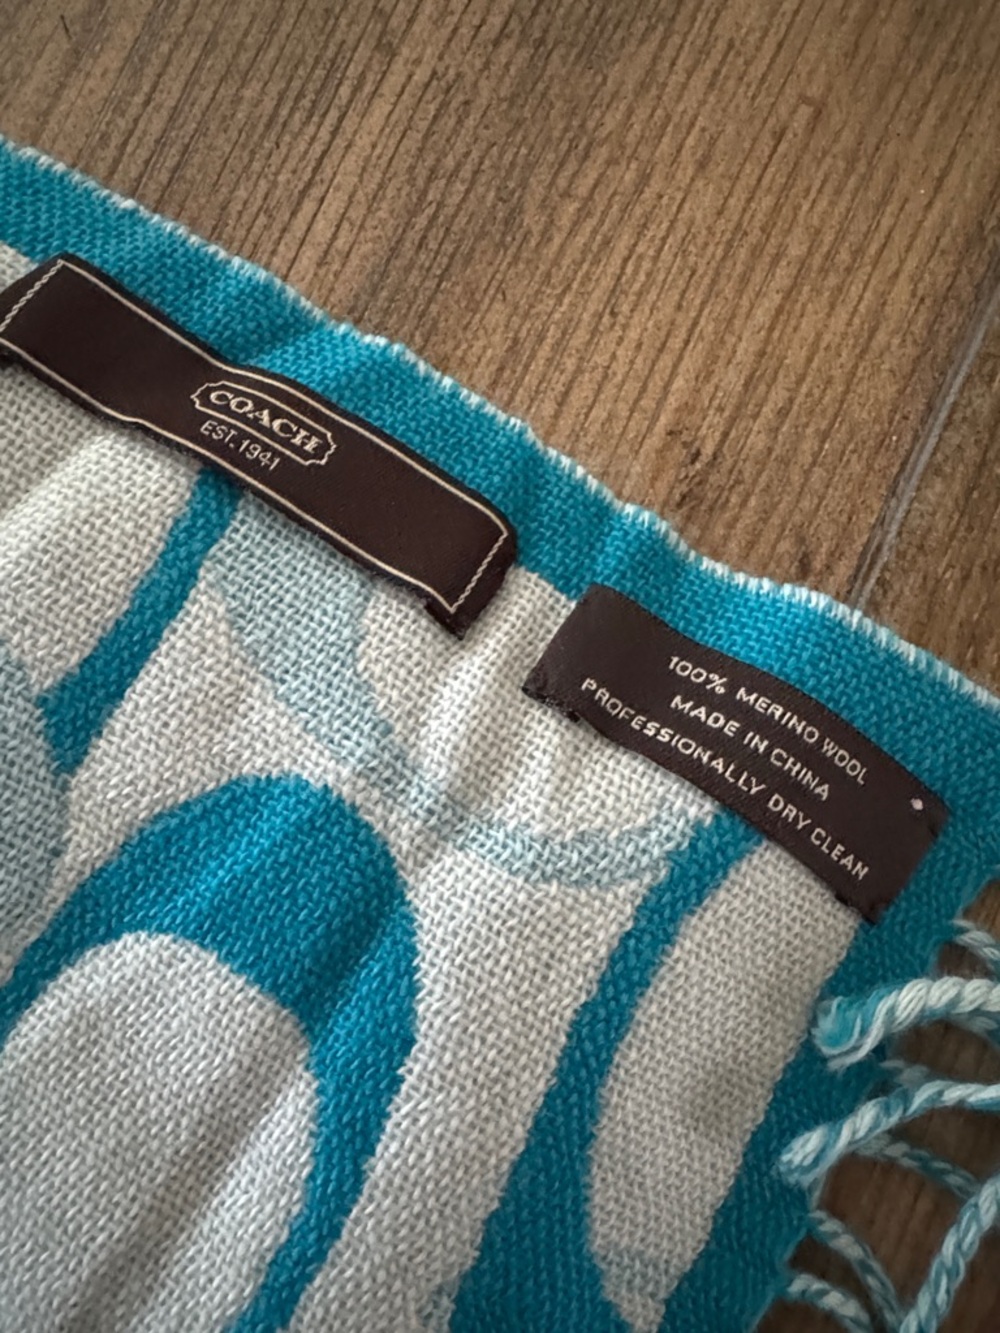 COACH
EST. 1941
100% MERINO WOOL
MADE IN CHINA
PROFESSIONALLY DRY CLEAN